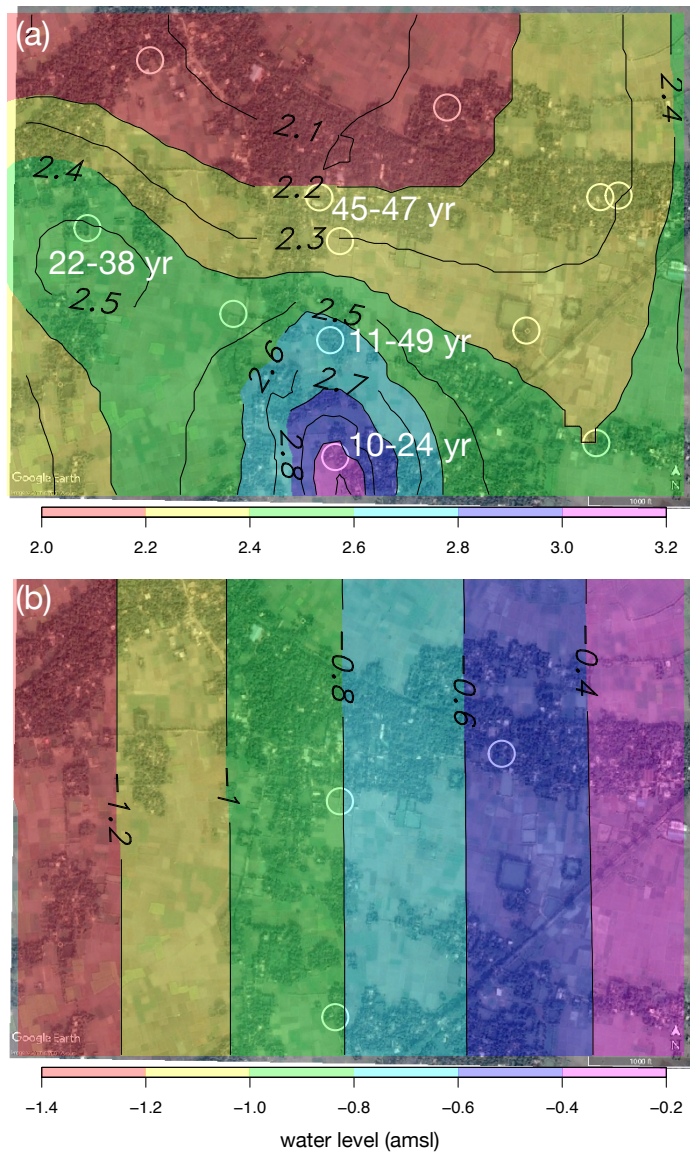 (a)
2.4
2.1
2.4
2.2
45-47 yr
2.3
22-38 yr
2.5
2.5
11-49 yr
2.6
2.7
10-24 yr
2.8
Google Earth
1000 ft
N
2.0 2.2 2.4 2.6 2.8 3.0 3.2
(b)
−0.8
−0.6
−0.4
−1.2
−1
Google Earth
1000 ft
N
−1.4 −1.2 −1.0 −0.8 −0.6 −0.4 −0.2
water level (amsl)